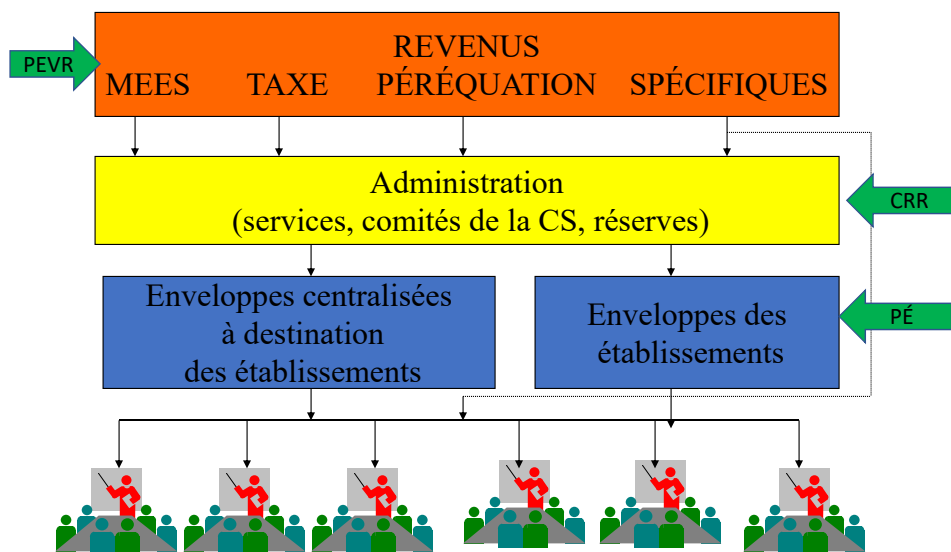 REVENUS
PEVR
MEES TAXE PÉRÉQUATION SPÉCIFIQUES
Administration
(services, comités de la CS, réserves)
CRR
Enveloppes centralisées
à destination
des établissements
Enveloppes des
établissements
PÉ